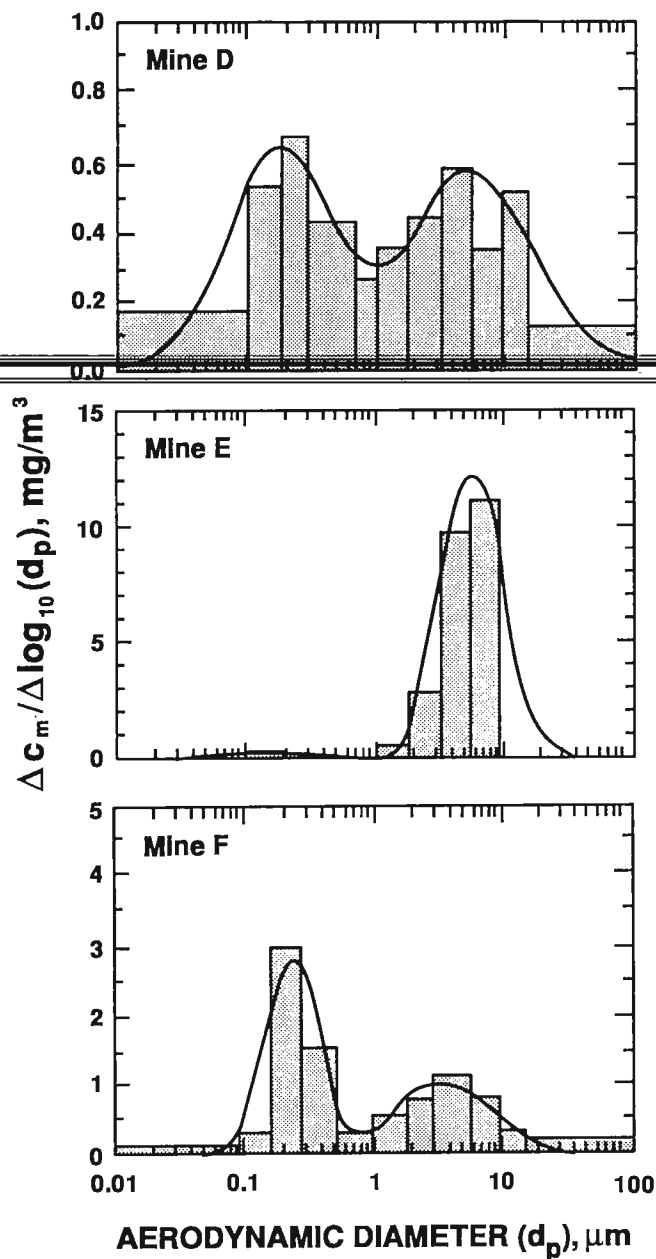 1.0
Mine D
0.8
0.6
0.4
0.2
0.0
15
Mine E
10
5
0
5
Mine F
4
3
2
1
0
0.01 0.1 1 10 100
Δ c_m / Δ log₁₀ (d_p), mg/m³
AERODYNAMIC DIAMETER (d_p), μm